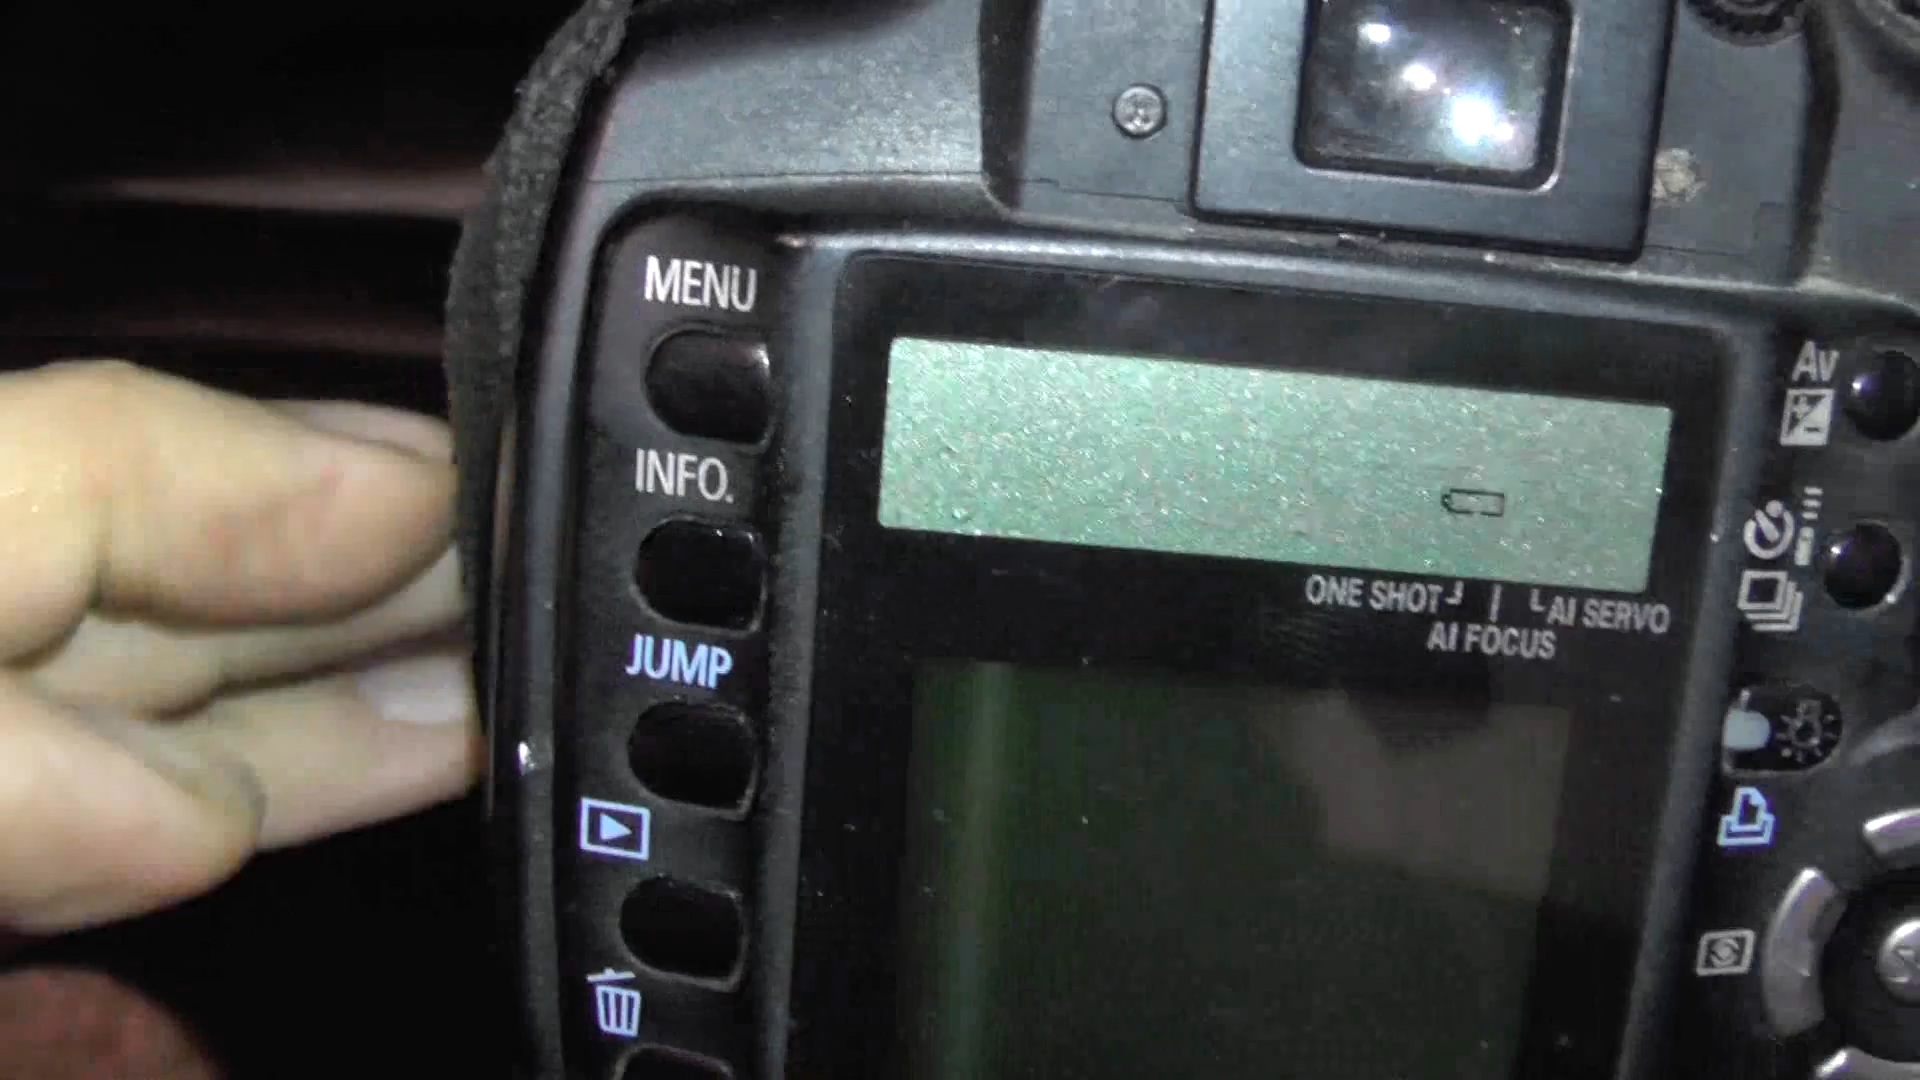 MENU
INFO.
JUMP
ONE SHOT
AI SERVO
AI FOCUS
Av